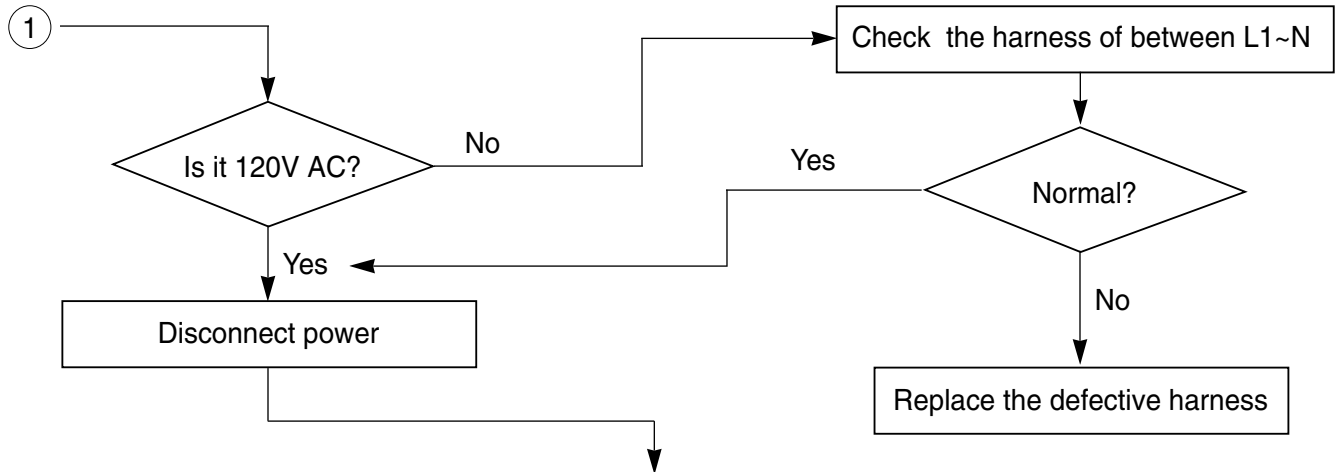 1
Check the harness of between L1~N
Is it 120V AC?
No
Yes
Normal?
Yes
No
Disconnect power
Replace the defective harness